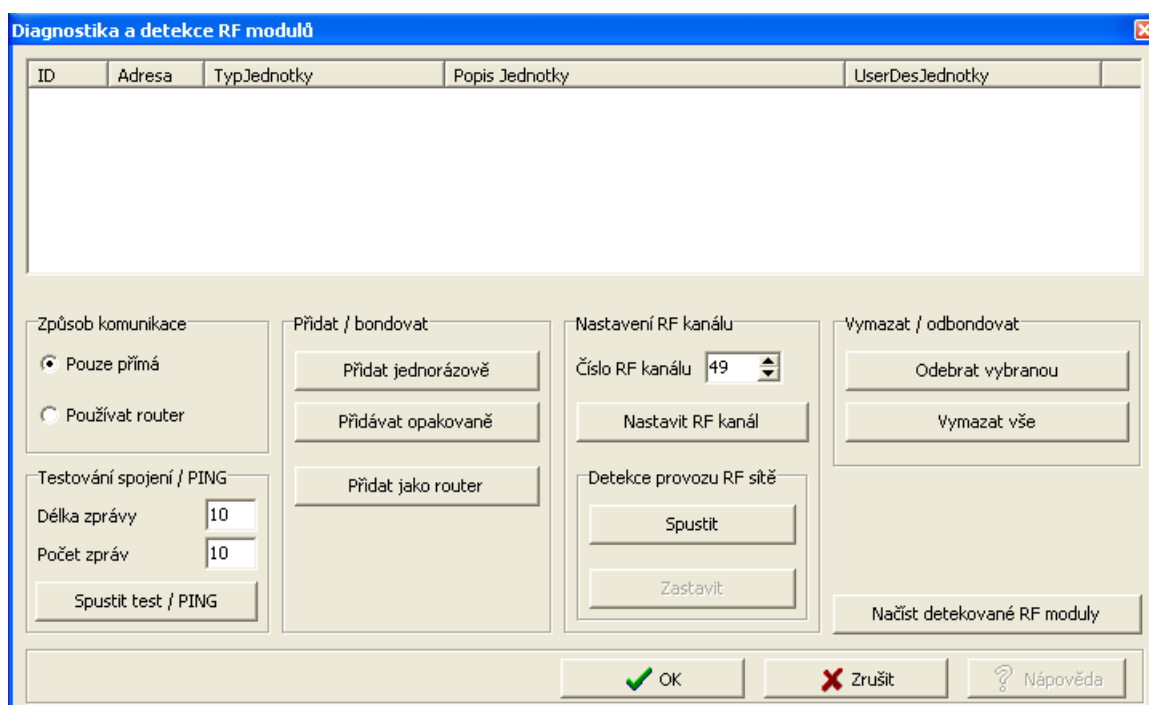 Diagnostika a detekce RF modulů
ID Adresa TypJednotky Popis Jednotky UserDesJednotky
Způsob komunikace
Pouze přímá
Používat router
Testování spojení / PING
Délka zprávy 10
Počet zpráv 10
Spustit test / PING
Přidat / bondovat
Přidat jednorázově
Přidávat opakovaně
Přidat jako router
Nastavení RF kanálu
Číslo RF kanálu 49
Nastavit RF kanál
Detekce provozu RF sítě
Spustit
Zastavit
Vymazat / odbondovat
Odebrat vybranou
Vymazat vše
Načíst detekované RF moduly
OK Zrušit Nápověda